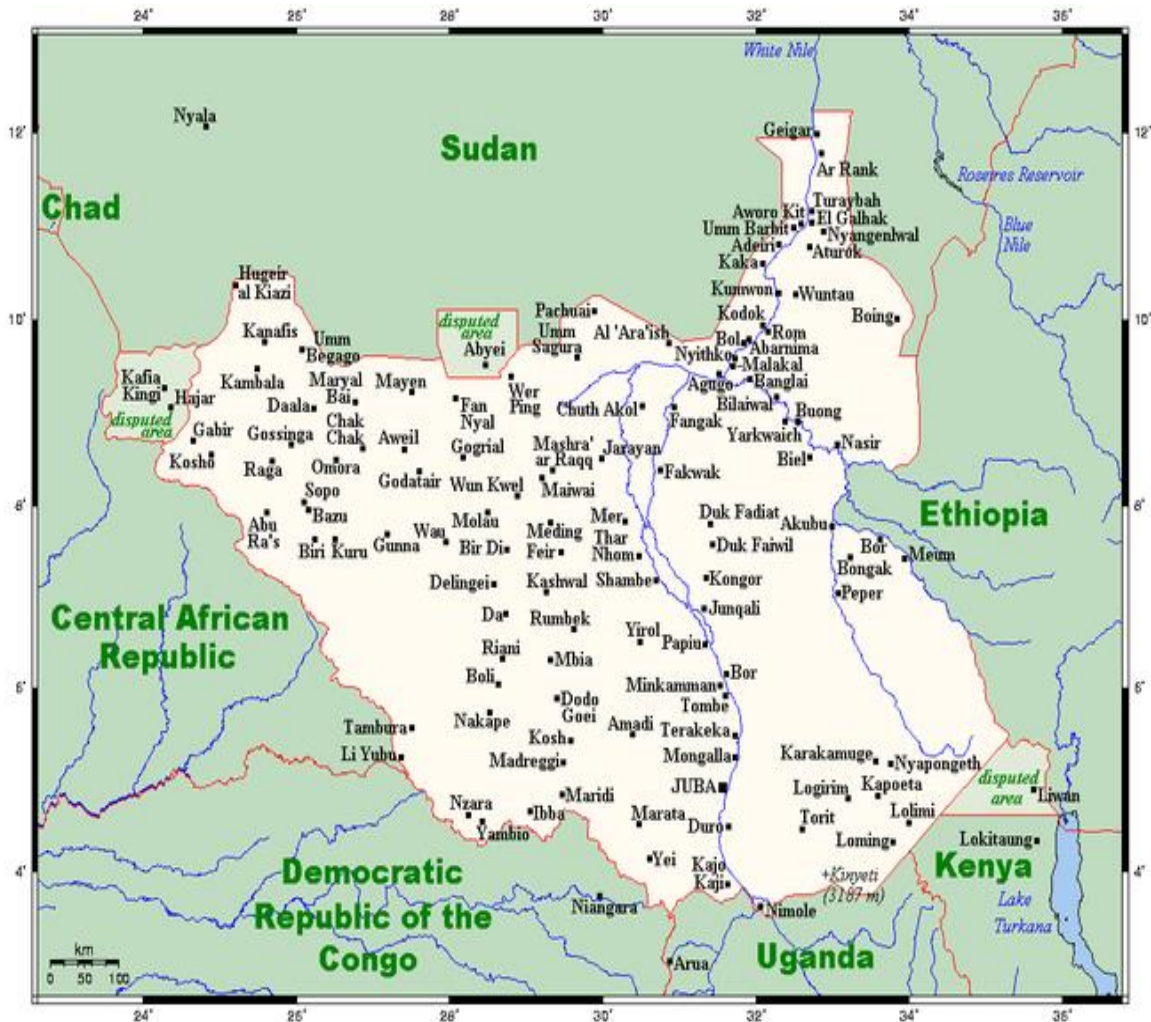 24°
26°
28°
30°
32°
34°
36°
White Nile
Nyala
12°
12°
Geigar
Sudan
Ar Rank
Roseires Reservoir
Chad
Turaybah
Aworo Kit
El Galhak
Umm Barbit
Nyangenlwal
Blue
Nile
Adeiri
Aturok
Kaka
Hugeir
al Kiazi
Kumwon
Wuntau
Pachuai
Kodok
10°
10°
Boing
disputed
area
Umm
Sagura
Al 'Ara'ish
Rom
Kanafis
Umm
Begago
Bol
Abarnima
Abyei
Nyithko
Malakal
Kafia
Kingi
Kambala
Maryal
Bai
Mayen
Wer
Ping
Agugo
Banglai
Hajar
Daala
Fan
Nyal
Chuth Akol
Bilaiwal
disputed
area
Chak
Chak
Fangak
Buong
Gabir
Gossinga
Aweil
Gogrial
Mashra'
ar Raqq
Jarayan
Yarkwaich
Nasir
Kosho
Raga
Omora
Godatair
Fakwak
Biel
Sopo
Wun Kwel
Maiwai
8°
8°
Bazu
Ethiopia
Abu
Ra's
Molau
Mer
Duk Fadiat
Akubu
Wau
Meding
Thar
Nhom
Biri
Kuru
Gunna
Bir Di
Feir
Duk Faiwil
Bor
Meum
Bongak
Delingei
Kashwal
Shambe
Kongor
Peper
Central African
Republic
Da
Junqali
Rumbek
Yirol
Papiu
Riani
Mbia
Boli
Bor
6°
6°
Minkamman
Dodo
Goei
Tombe
Nakape
Amadi
Tambura
Terakeka
Kosh
Li Yubu
Mongalla
Karakamuge
Nyapongeth
Madreggi
disputed
area
JUBA
Logirim
Kapoeta
Liwan
Maridi
Nzara
Ibba
Marata
Duro
Torit
Lolimi
Yambio
Loming
Lokitaung
Yei
4°
4°
Kajo
Kaji
+Kinyeti
(3187 m)
Kenya
Democratic
Republic of the
Congo
Niangara
Nimole
Lake
Turkana
km
0 50 100
Arua
Uganda
24°
26°
28°
30°
32°
34°
36°